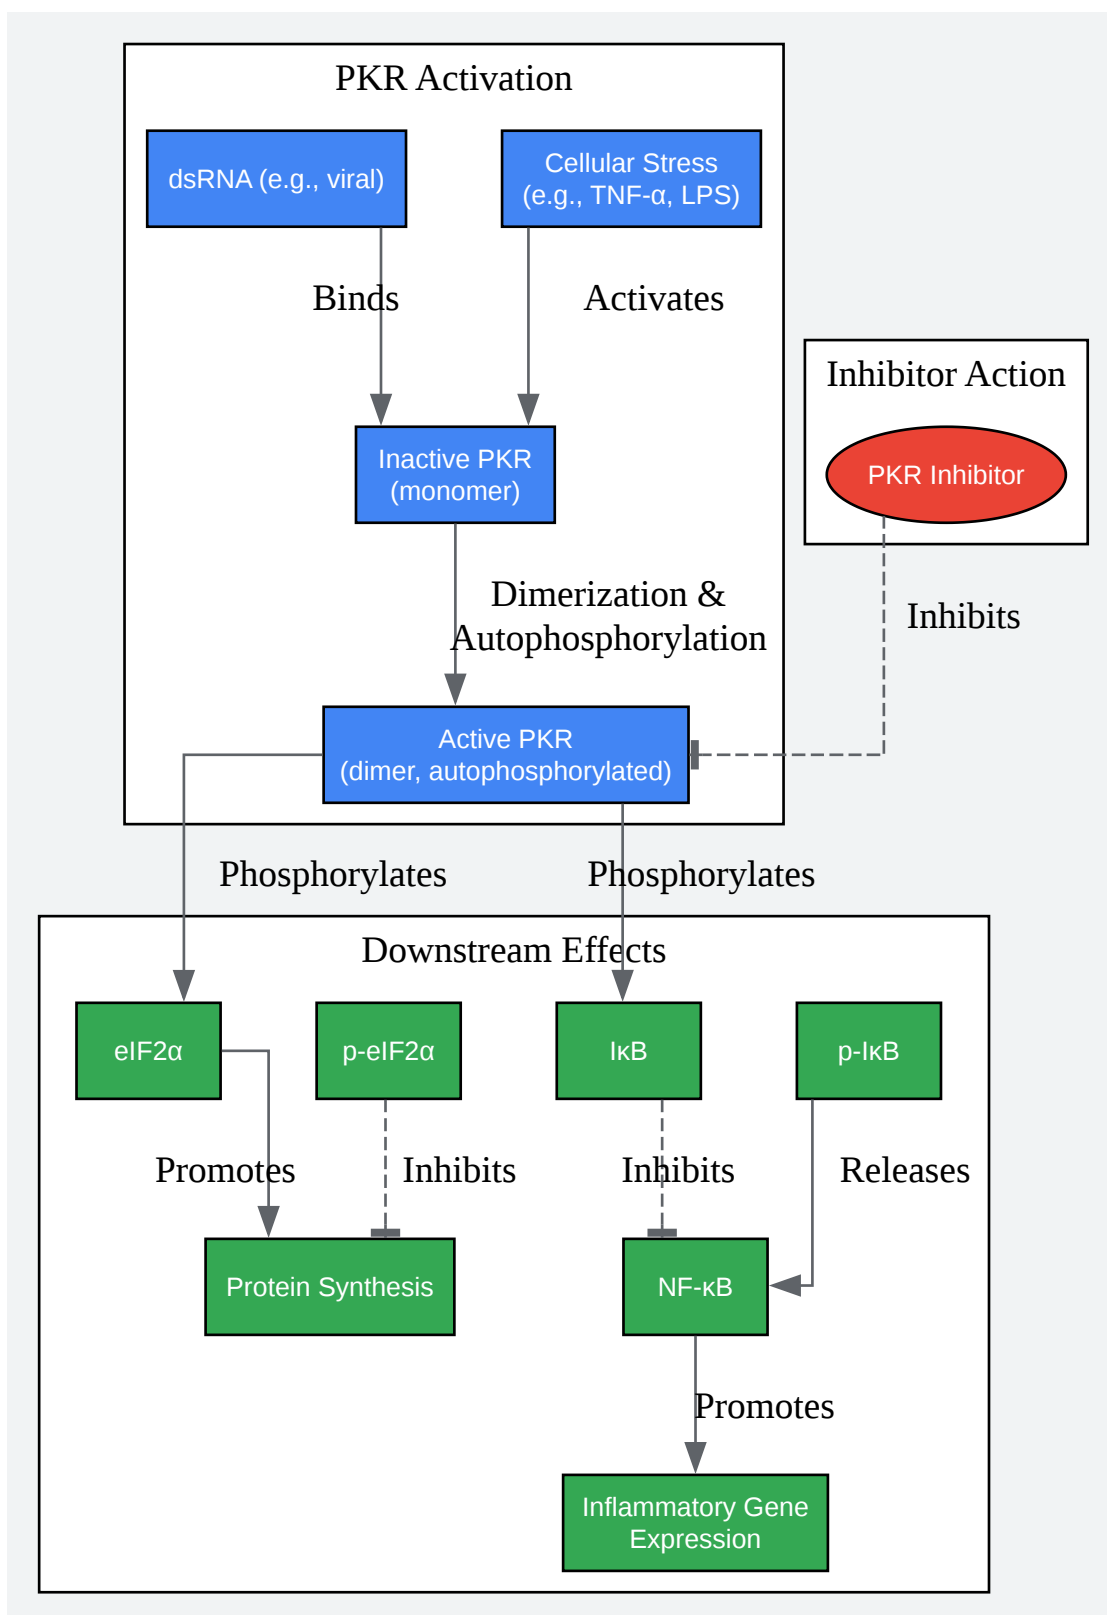 PKR Activation
dsRNA (e.g., viral)
Cellular Stress
(e.g., TNF-α, LPS)
Binds
Activates
Inhibitor Action
Inactive PKR
(monomer)
PKR Inhibitor
Dimerization &
Autophosphorylation
Inhibits
Active PKR
(dimer, autophosphorylated)
Phosphorylates
Phosphorylates
Downstream Effects
eIF2α
p-eIF2α
IκB
p-IκB
Promotes
Inhibits
Inhibits
Releases
Protein Synthesis
NF-κB
Promotes
Inflammatory Gene
Expression